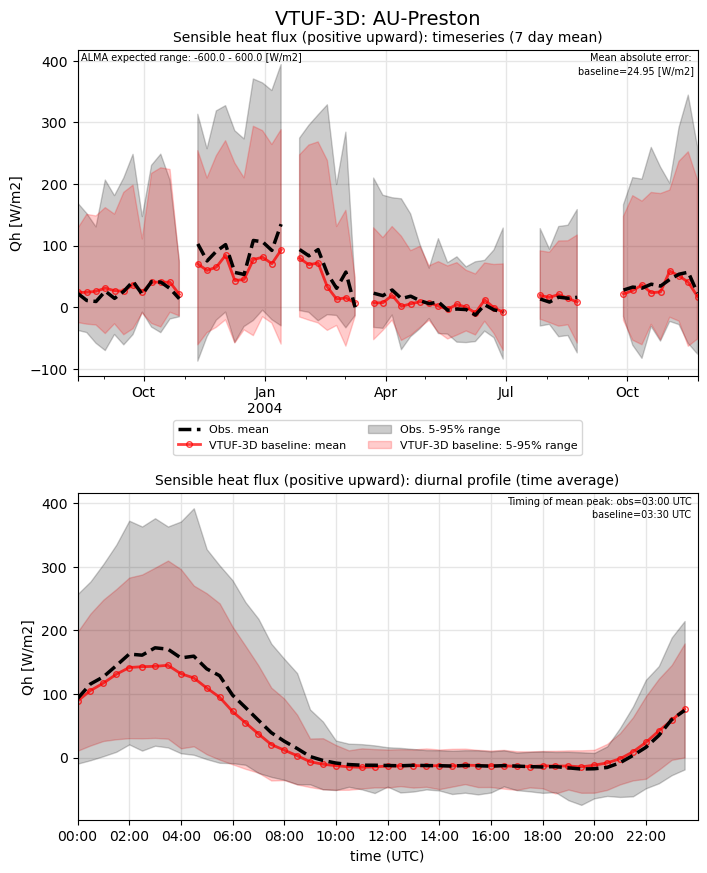 VTUF-3D: AU-Preston
Sensible heat flux (positive upward): timeseries (7 day mean)
ALMA expected range: -600.0 - 600.0 [W/m2]
Mean absolute error:
baseline=24.95 [W/m2]
Qh [W/m2]
400
300
200
100
0
−100
Oct
Jan
2004
Apr
Jul
Oct
Obs. mean
VTUF-3D baseline: mean
Obs. 5-95% range
VTUF-3D baseline: 5-95% range
Sensible heat flux (positive upward): diurnal profile (time average)
Timing of mean peak: obs=03:00 UTC
baseline=03:30 UTC
Qh [W/m2]
400
300
200
100
0
00:00
02:00
04:00
06:00
08:00
10:00
12:00
14:00
16:00
18:00
20:00
22:00
time (UTC)